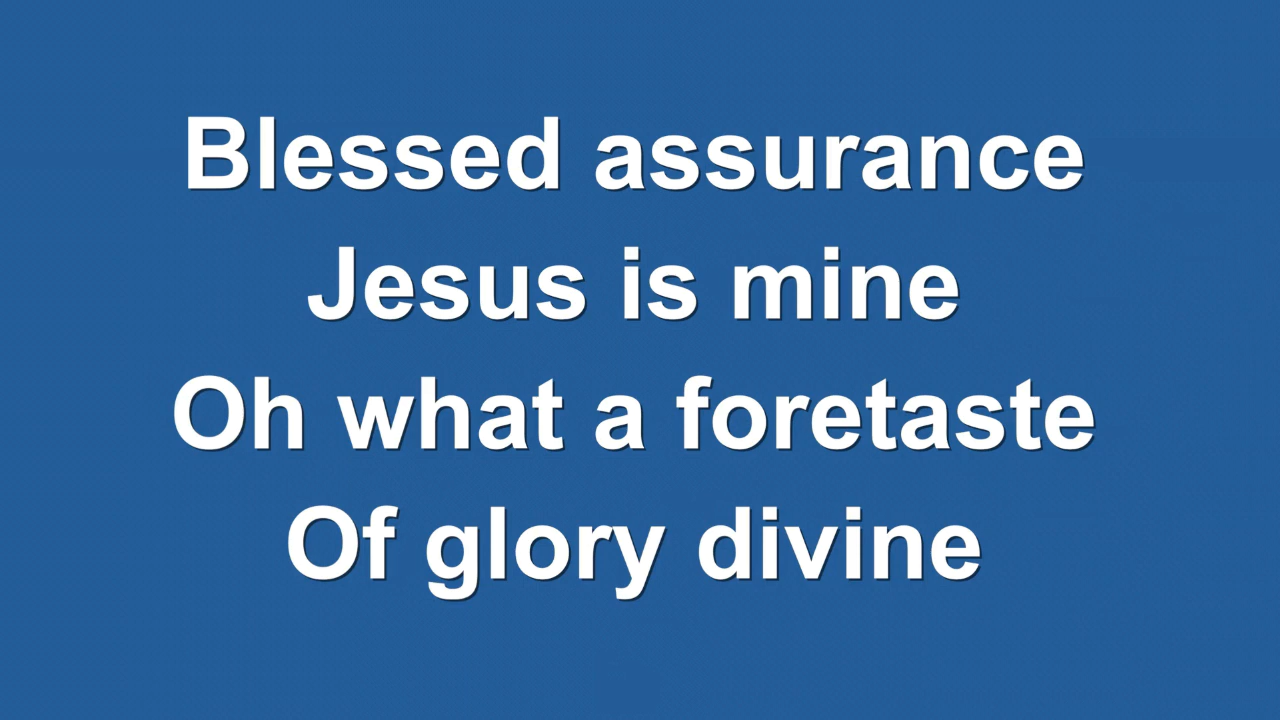 Blessed assurance
Jesus is mine
Oh what a foretaste
Of glory divine